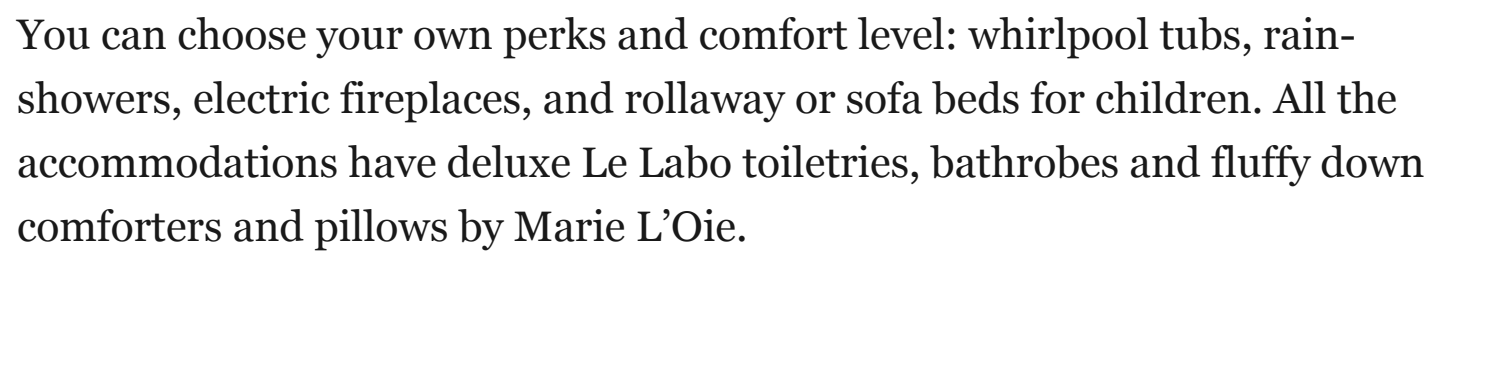 You can choose your own perks and comfort level: whirlpool tubs, rain-
showers, electric fireplaces, and rollaway or sofa beds for children. All the
accommodations have deluxe Le Labo toiletries, bathrobes and fluffy down
comforters and pillows by Marie L’Oie.